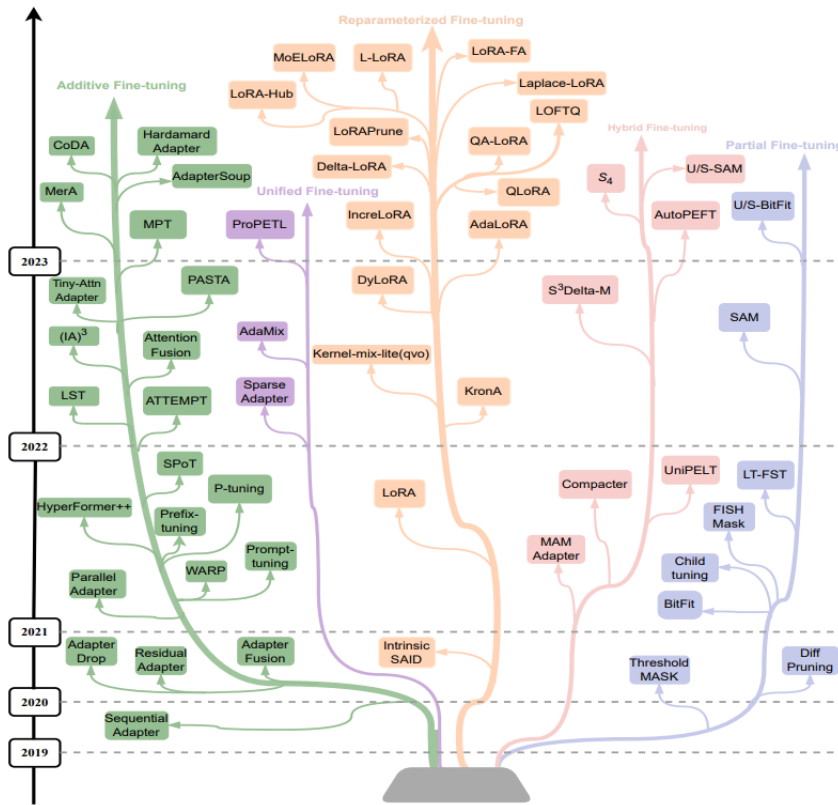 Reparameterized Fine-tuning
MoELoRA
L-LoRA
LoRA-FA
Laplace-LoRA
LoRA-Hub
LOFTQ
LoRAPrune
QA-LoRA
Delta-LoRA
QLoRA
IncreLoRA
AdaLoRA
DyLoRA
Kernel-mix-lite(qvo)
KronA
LoRA
Intrinsic
SAID
Additive Fine-tuning
CoDA
Hardamard
Adapter
AdapterSoup
MerA
MPT
Tiny-Attn
Adapter
PASTA
(IA)³
Attention
Fusion
LST
ATTEMPT
SPoT
P-tuning
HyperFormer++
Prefix-
tuning
Prompt-
tuning
WARP
Parallel
Adapter
Adapter
Drop
Residual
Adapter
Adapter
Fusion
Sequential
Adapter
Unified Fine-tuning
ProPETL
AdaMix
Sparse
Adapter
Hybrid Fine-tuning
S₄
U/S-SAM
AutoPEFT
S³Delta-M
UniPELT
Compacter
MAM
Adapter
Partial Fine-tuning
U/S-BitFit
SAM
LT-FST
FISH
Mask
Child
tuning
BitFit
Threshold
MASK
Diff
Pruning
2023
2022
2021
2020
2019